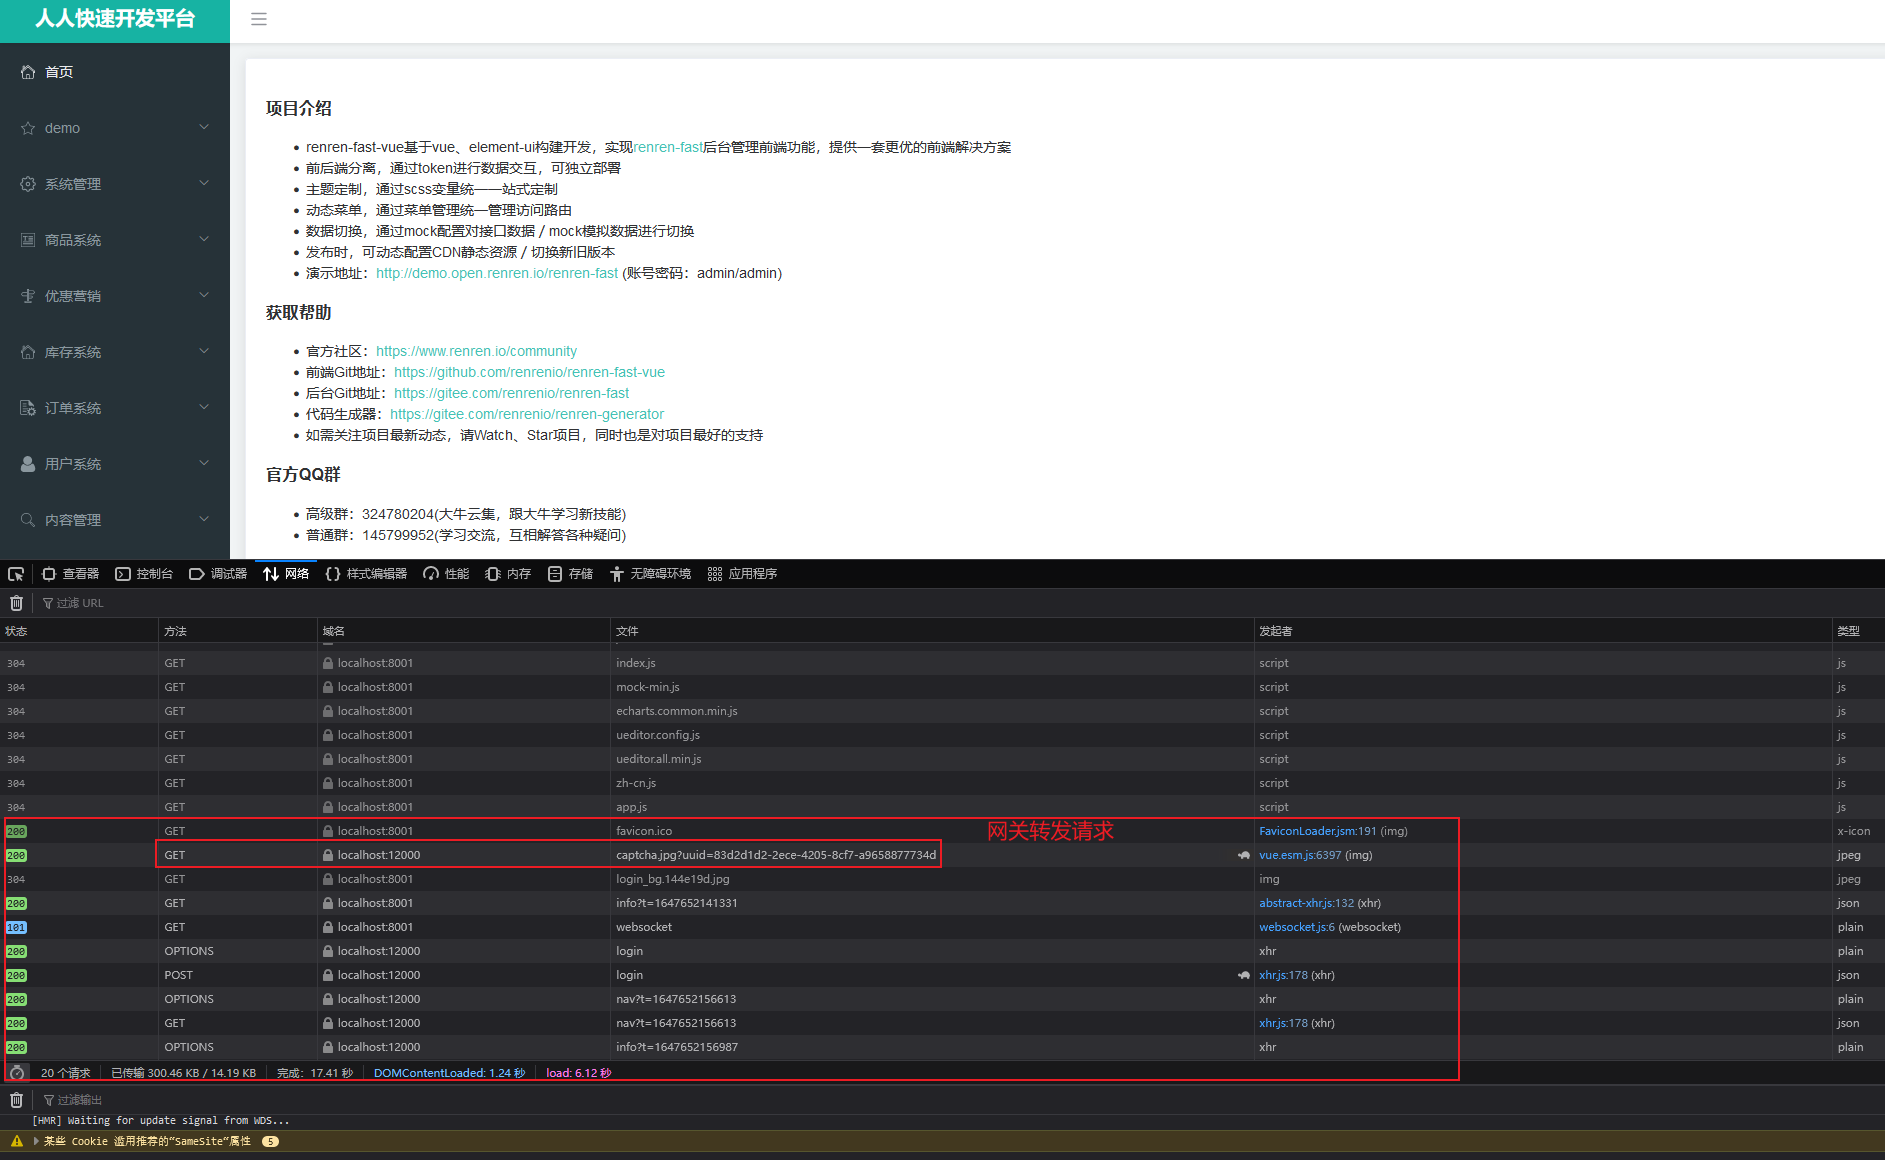 人人快速开发平台
首页
demo
系统管理
商品系统
优惠营销
库存系统
订单系统
用户系统
内容管理
项目介绍
renren-fast-vue基于vue、element-ui构建开发，实现renren-fast后台管理前端功能，提供一套更优的前端解决方案
前后端分离，通过token进行数据交互，可独立部署
主题定制，通过scss变量统一一站式定制
动态菜单，通过菜单管理统一管理访问路由
数据切换，通过mock配置对接口数据 / mock模拟数据进行切换
发布时，可动态配置CDN静态资源 / 切换新旧版本
演示地址：http://demo.open.renren.io/renren-fast (账号密码：admin/admin)
获取帮助
官方社区：https://www.renren.io/community
前端Git地址：https://github.com/renrenio/renren-fast-vue
后台Git地址：https://gitee.com/renrenio/renren-fast
代码生成器：https://gitee.com/renrenio/renren-generator
如需关注项目最新动态，请Watch、Star项目，同时也是对项目最好的支持
官方QQ群
高级群：324780204(大牛云集，跟大牛学习新技能)
普通群：145799952(学习交流，互相解答各种疑问)
查看器 控制台 调试器 网络 样式编辑器 性能 内存 存储 无障碍环境 应用程序
过滤 URL
状态 方法 域名 文件 发起者 类型
304 GET localhost:8001 index.js script js
304 GET localhost:8001 mock-min.js script js
304 GET localhost:8001 echarts.common.min.js script js
304 GET localhost:8001 ueditor.config.js script js
304 GET localhost:8001 ueditor.all.min.js script js
304 GET localhost:8001 zh-cn.js script js
304 GET localhost:8001 app.js script js
200 GET localhost:8001 favicon.ico 网关转发请求 FaviconLoader.jsm:191 (img) x-icon
200 GET localhost:12000 captcha.jpg?uuid=83d2d1d2-2ece-4205-8cf7-a9658877734d vue.esm.js:6397 (img) jpeg
304 GET localhost:8001 login_bg.144e19d.jpg img jpeg
200 GET localhost:8001 info?t=1647652141331 abstract-xhr.js:132 (xhr) json
101 GET localhost:8001 websocket websocket.js:6 (websocket) plain
200 OPTIONS localhost:12000 login xhr plain
200 POST localhost:12000 login xhr.js:178 (xhr) json
200 OPTIONS localhost:12000 nav?t=1647652156613 xhr plain
200 GET localhost:12000 nav?t=1647652156613 xhr.js:178 (xhr) json
200 OPTIONS localhost:12000 info?t=1647652156987 xhr plain
20 个请求 已传输 300.46 KB / 14.19 KB 完成：17.41 秒 DOMContentLoaded: 1.24 秒 load: 6.12 秒
过滤输出
[HMR] Waiting for update signal from WDS...
某些 Cookie 滥用推荐的“SameSite“属性 5